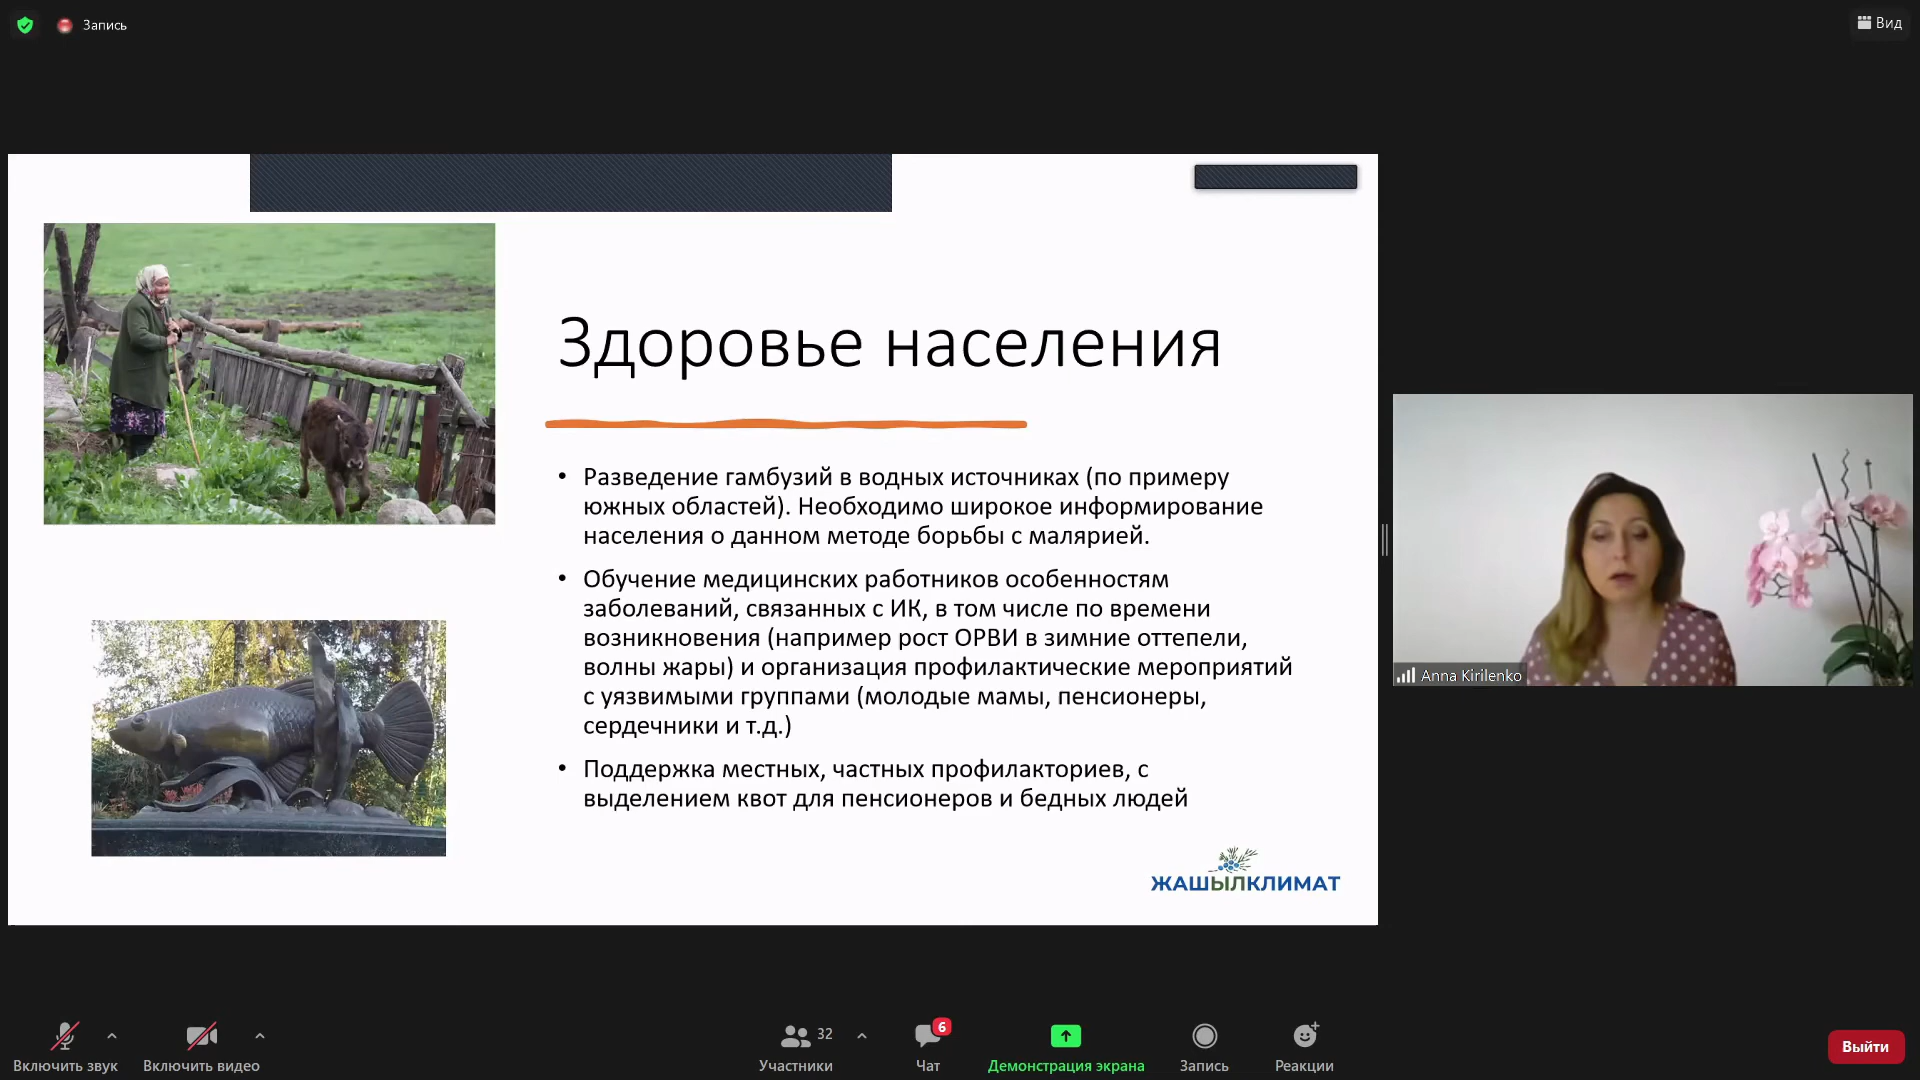 Запись
Вид
Здоровье населения
• Разведение гамбузий в водных источниках (по примеру
южных областей). Необходимо широкое информирование
населения о данном методе борьбы с малярией.
• Обучение медицинских работников особенностям
заболеваний, связанных с ИК, в том числе по времени
возникновения (например рост ОРВИ в зимние оттепели,
волны жары) и организация профилактические мероприятий
с уязвимыми группами (молодые мамы, пенсионеры,
сердечники и т.д.)
• Поддержка местных, частных профилакториев, с
выделением квот для пенсионеров и бедных людей
ЖАШЫЛКЛИМАТ
Anna Kirilenko
Включить звук
Включить видео
32
Участники
6
Чат
Демонстрация экрана
Запись
Реакции
Выйти